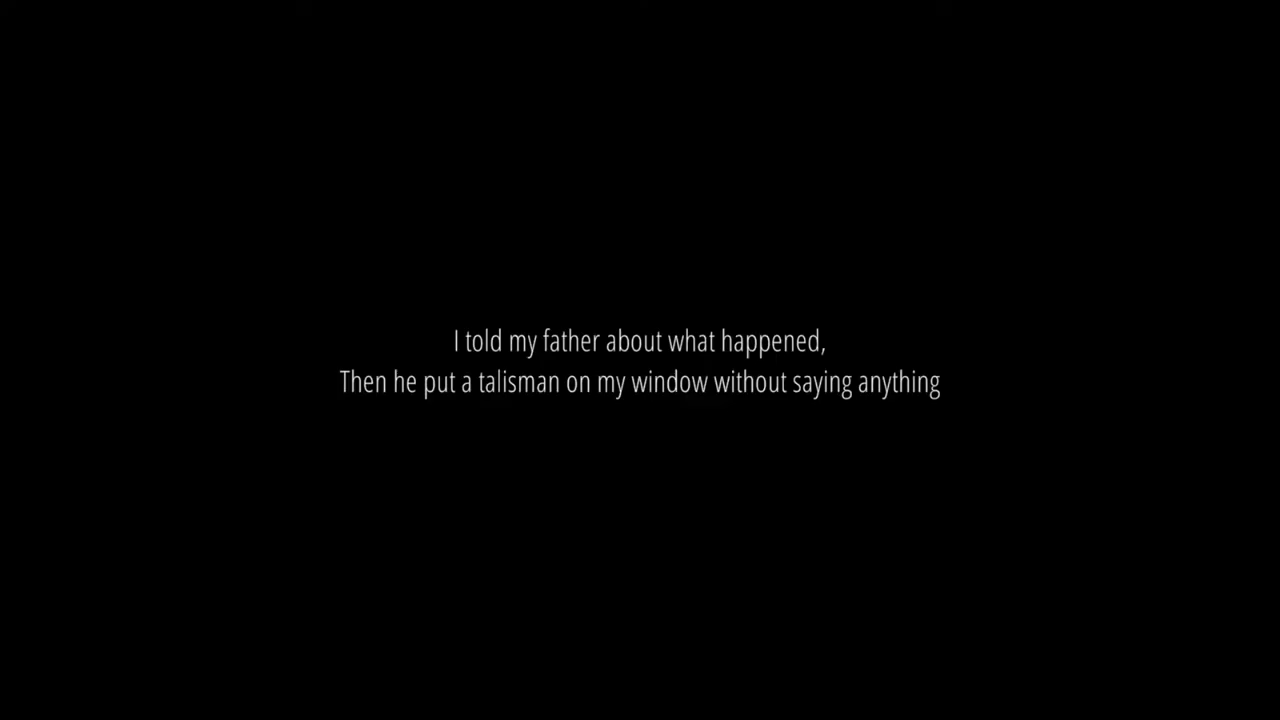 I told my father about what happened,
Then he put a talisman on my window without saying anything